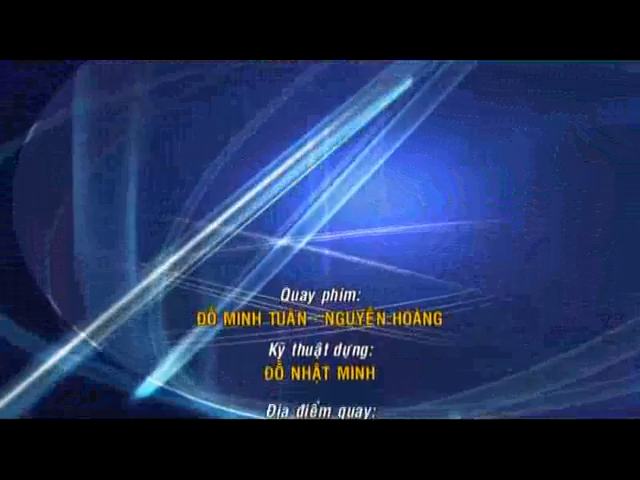 Quay phim:
ĐỖ MINH TUẤN - NGUYỄN HOÀNG
Kỹ thuật dựng:
ĐỖ NHẬT MINH
Địa điểm quay: